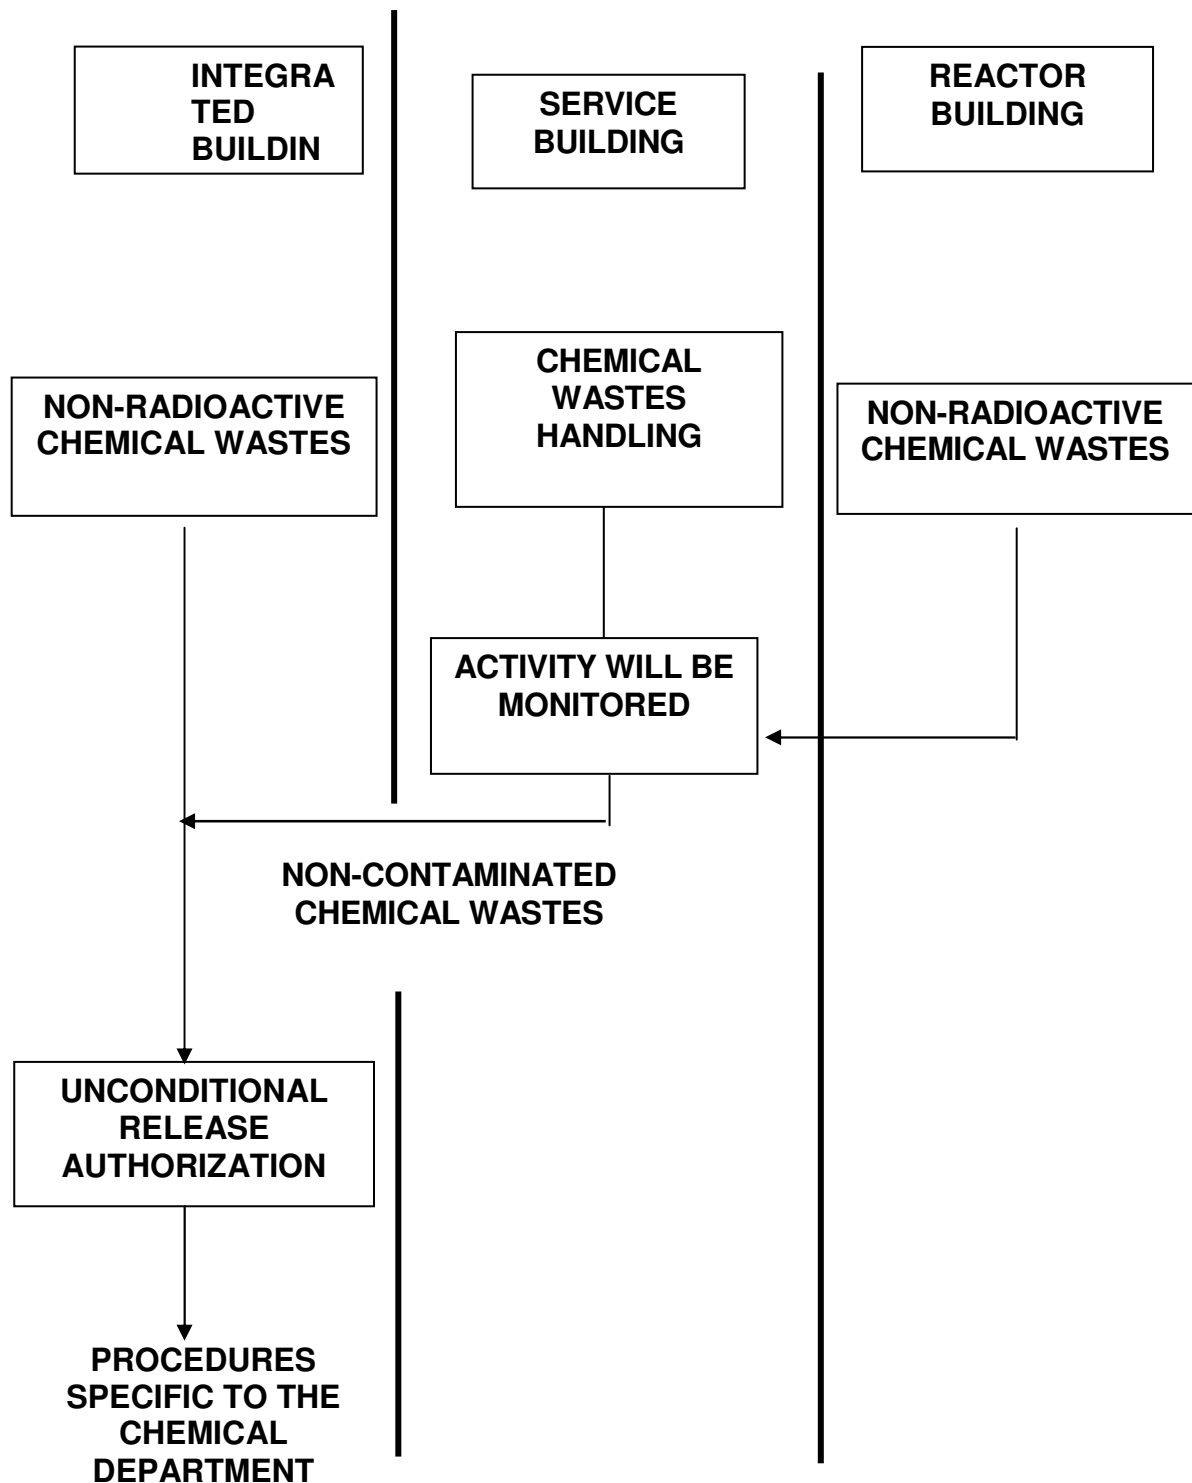 INTEGRA
TED
BUILDIN
SERVICE
BUILDING
REACTOR
BUILDING
NON-RADIOACTIVE
CHEMICAL WASTES
CHEMICAL
WASTES
HANDLING
NON-RADIOACTIVE
CHEMICAL WASTES
ACTIVITY WILL BE
MONITORED
NON-CONTAMINATED
CHEMICAL WASTES
UNCONDITIONAL
RELEASE
AUTHORIZATION
PROCEDURES
SPECIFIC TO THE
CHEMICAL
DEPARTMENT